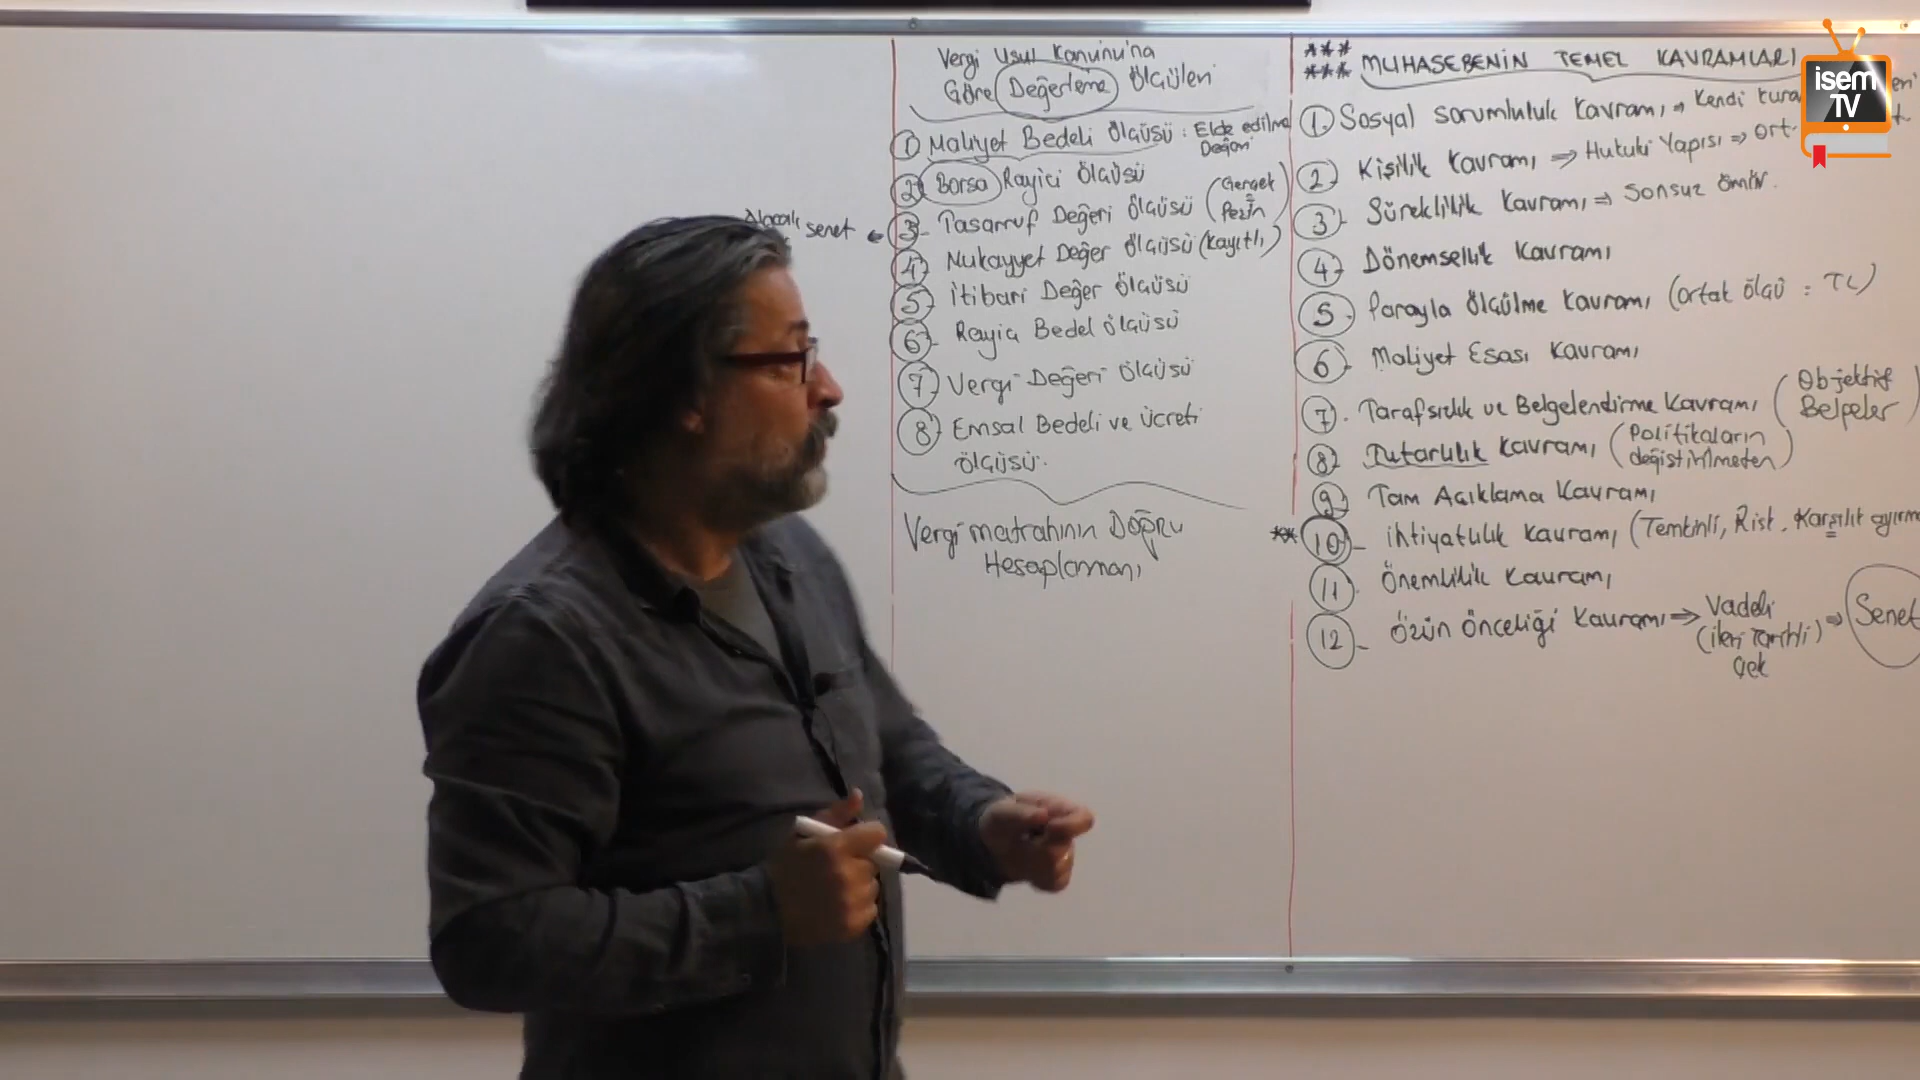 Vergi Usul Kanunu'na
Göre Değerleme Ölçüleri
1) Maliyet Bedeli Ölçüsü : Elde edilme
Değeri
2) Borsa Rayici Ölçüsü
3- Tasarruf Değeri Ölçüsü (Gerçek
Peşin)
senet
4) Mukayyet Değer Ölçüsü (kayıtlı)
5) İtibari Değer Ölçüsü
6- Rayiç Bedel Ölçüsü
7) Vergi Değeri Ölçüsü
8) Emsal Bedeli ve Ücreti
Ölçüsü.
Vergi matrahının DOĞRU
Hesaplaması
*** MUHASEBENİN TEMEL KAVRAMLARI
***
1. Sosyal sorumluluk kavramı → Kendi
2) Kişilik Kavramı ⇒ Hukuki Yapısı ⇒ Ort.
3- Süreklilik Kavramı ⇒ Sonsuz ömür.
4- Dönemsellik Kavramı
5. Parayla Ölçülme Kavramı (Ortak ölçü : TL)
6. Maliyet Esası Kavramı
7. Tarafsızlık ve Belgelendirme Kavramı (Objektif
Belgeler)
8) Tutarlılık Kavramı (Politikaların
değiştirilmeden)
9. Tam Açıklama Kavramı
** 10- ihtiyatlılık Kavramı (Temkinli, Risk, Karşılık ayırma
11. Önemlilik Kavramı
12- Özün Önceliği Kavramı ⇒ Vadeli ⇒ Senet
(ileri Tarihli)
çek
isem
TV